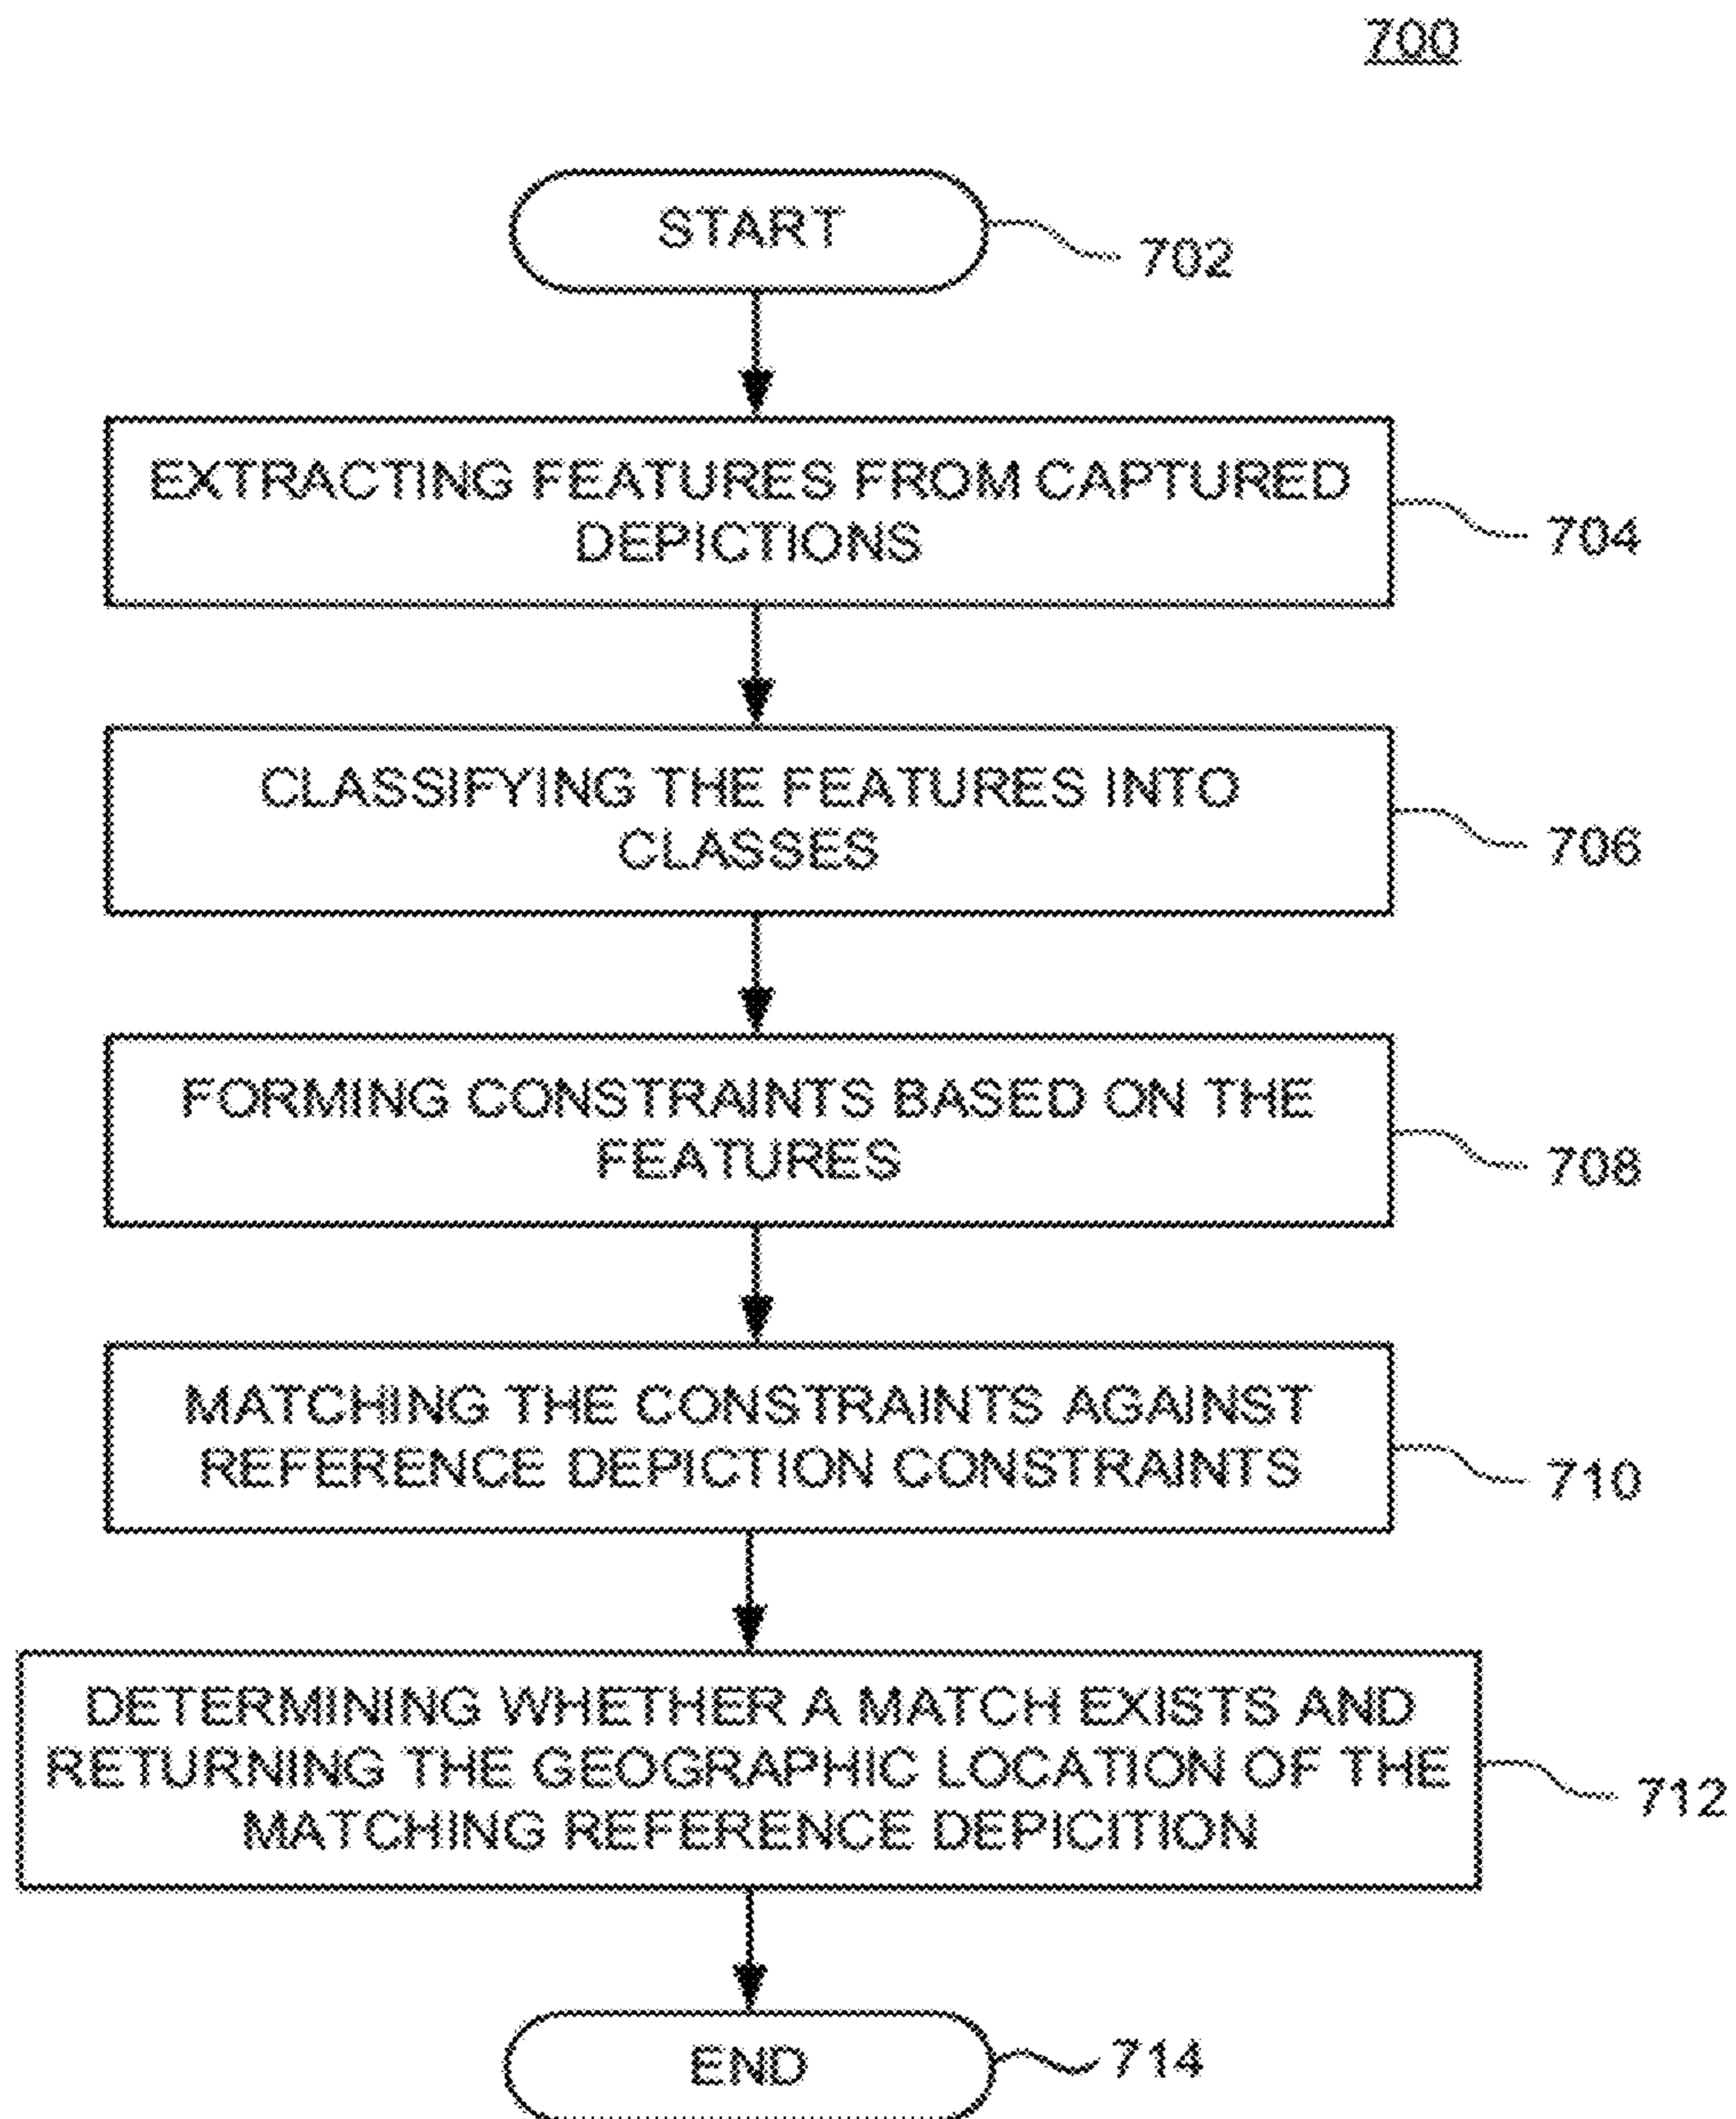 700
START
702
EXTRACTING FEATURES FROM CAPTURED
DEPICTIONS
704
CLASSIFYING THE FEATURES INTO
CLASSES
706
FORMING CONSTRAINTS BASED ON THE
FEATURES
708
MATCHING THE CONSTRAINTS AGAINST
REFERENCE DEPICTION CONSTRAINTS
710
DETERMINING WHETHER A MATCH EXISTS AND
RETURNING THE GEOGRAPHIC LOCATION OF THE
MATCHING REFERENCE DEPICITION
712
END
714